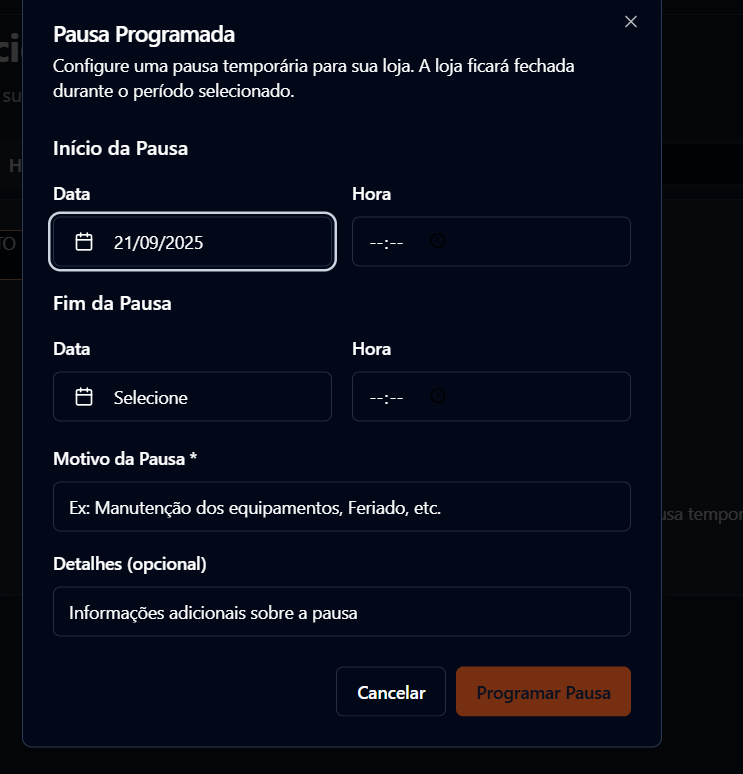 Pausa Programada
Configure uma pausa temporária para sua loja. A loja ficará fechada
durante o período selecionado.
Início da Pausa
Data
Hora
21/09/2025
--:--
Fim da Pausa
Data
Hora
Selecione
--:--
Motivo da Pausa *
Ex: Manutenção dos equipamentos, Feriado, etc.
Detalhes (opcional)
Informações adicionais sobre a pausa
Cancelar
Programar Pausa